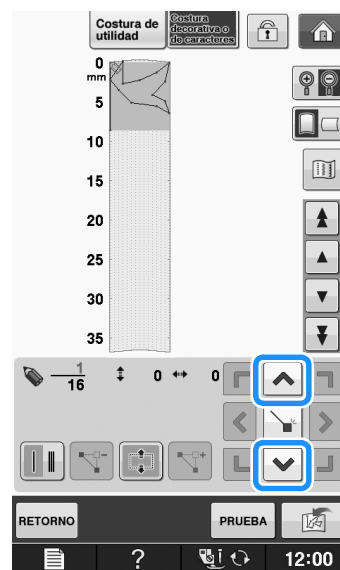 Costura de
utilidad
Costura
decorativa o
de caracteres
0
mm
5
10
15
20
25
30
35
1
16
0
0
RETORNO
PRUEBA
?
12:00